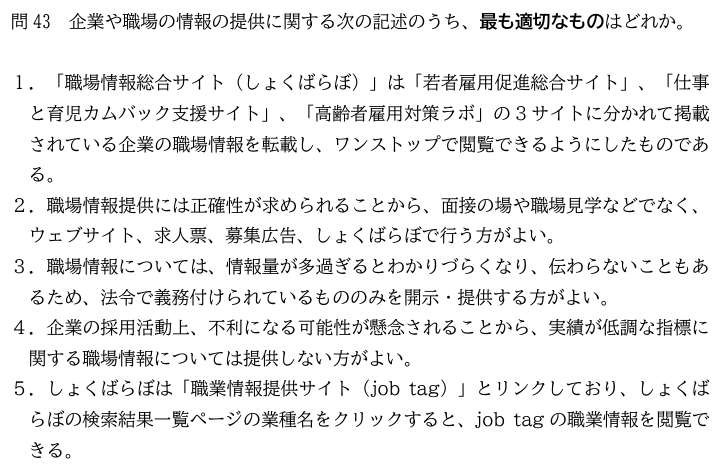 問 43　企業や職場の情報の提供に関する次の記述のうち、最も適切なものはどれか。
１．「職場情報総合サイト（しょくばらぼ）」は「若者雇用促進総合サイト」、「仕事
と育児カムバック支援サイト」、「高齢者雇用対策ラボ」の３サイトに分かれて掲載
されている企業の職場情報を転載し、ワンストップで閲覧できるようにしたものであ
る。
２．職場情報提供には正確性が求められることから、面接の場や職場見学などでなく、
ウェブサイト、求人票、募集広告、しょくばらぼで行う方がよい。
３．職場情報については、情報量が多過ぎるとわかりづらくなり、伝わらないこともあ
るため、法令で義務付けられているもののみを開示・提供する方がよい。
４．企業の採用活動上、不利になる可能性が懸念されることから、実績が低調な指標に
関する職場情報については提供しない方がよい。
５．しょくばらぼは「職業情報提供サイト（job tag）」とリンクしており、しょくば
らぼの検索結果一覧ページの業種名をクリックすると、job tag の職業情報を閲覧で
きる。